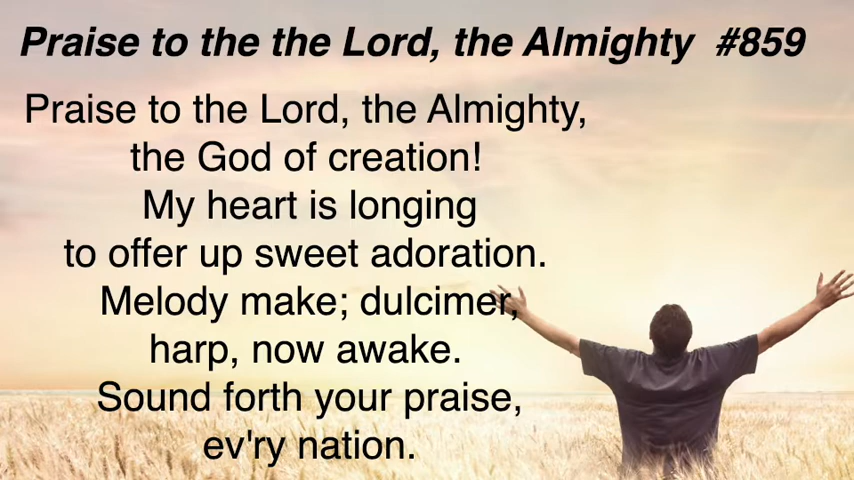 Praise to the the Lord, the Almighty #859
Praise to the Lord, the Almighty,
the God of creation!
My heart is longing
to offer up sweet adoration.
Melody make; dulcimer,
harp, now awake.
Sound forth your praise,
ev'ry nation.